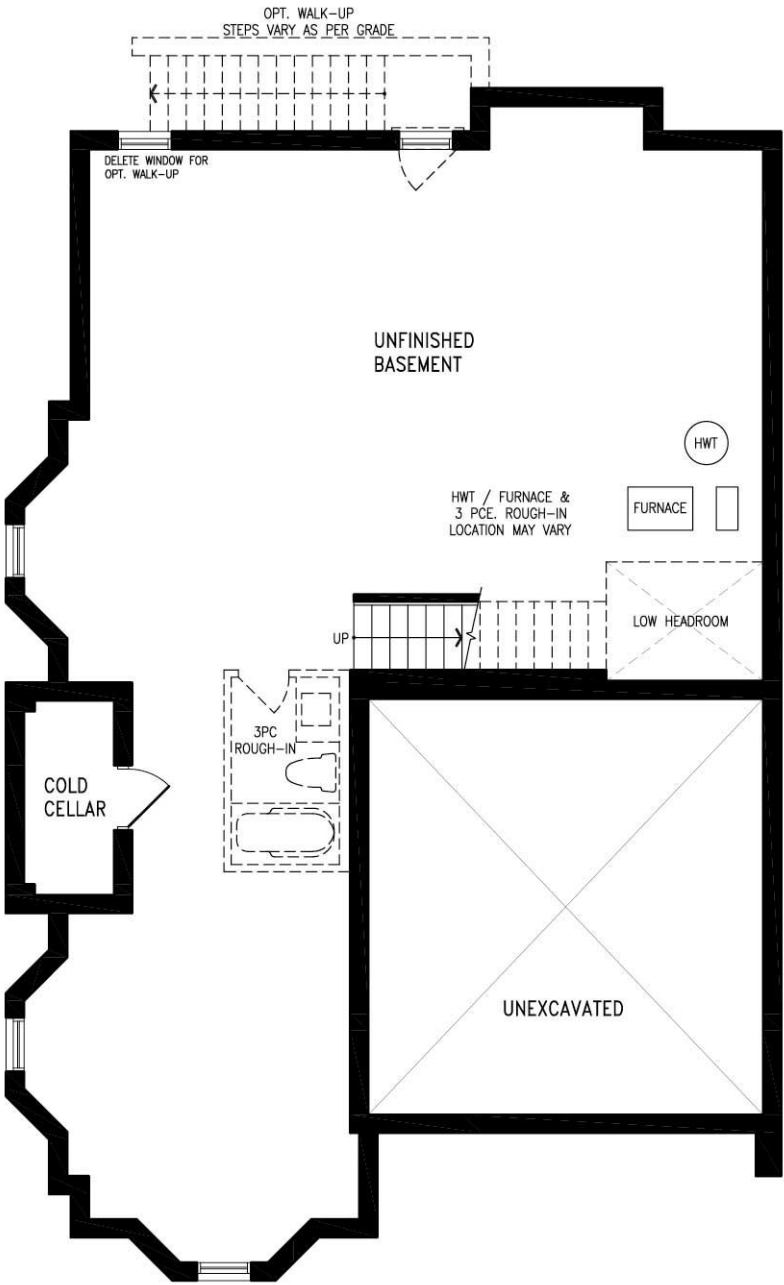 OPT. WALK-UP
STEPS VARY AS PER GRADE
DELETE WINDOW FOR
OPT. WALK-UP
UNFINISHED
BASEMENT
HWT
HWT / FURNACE &
3 PCE. ROUGH-IN
LOCATION MAY VARY
FURNACE
LOW HEADROOM
UP
3PC
ROUGH-IN
COLD
CELLAR
UNEXCAVATED